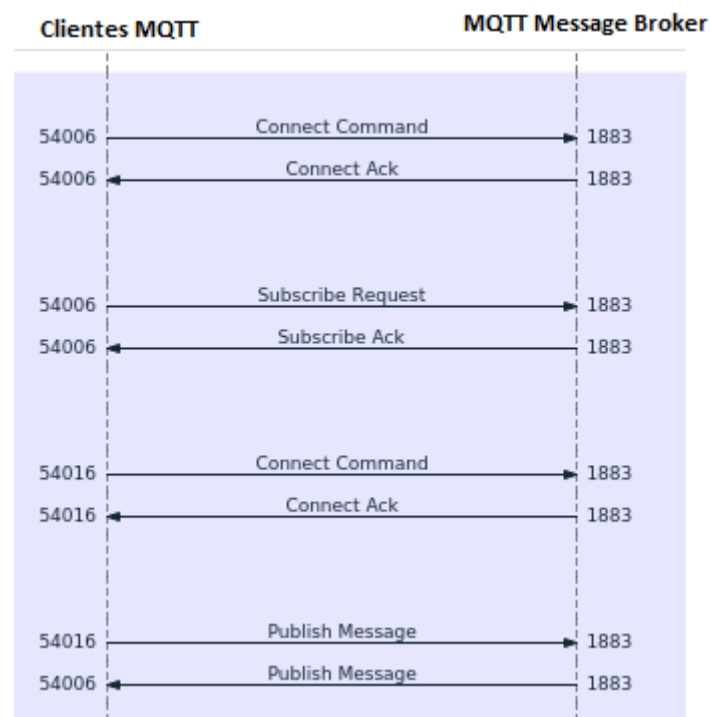 Clientes MQTT MQTT Message Broker
Connect Command
54006 1883
Connect Ack
54006 1883
Subscribe Request
54006 1883
Subscribe Ack
54006 1883
Connect Command
54016 1883
Connect Ack
54016 1883
Publish Message
54016 1883
Publish Message
54006 1883